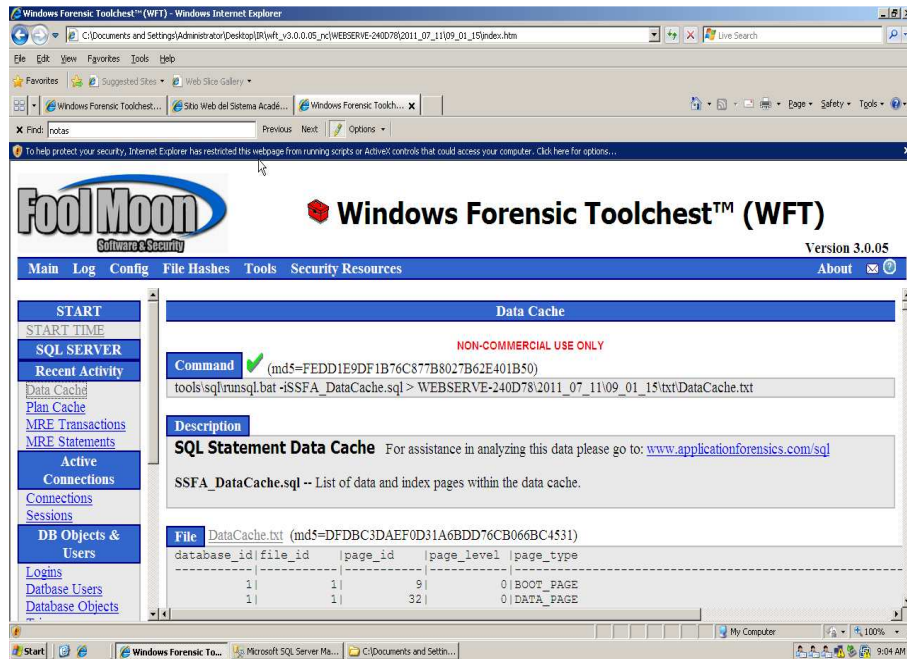 Windows Forensic Toolchest™ (WFT) - Windows Internet Explorer
C:\Documents and Settings\Administrator\Desktop\IR\wft_v3.0.0.05_nc\WEBSERVE-240D78\2011_07_11\09_01_15\index.htm
Live Search
File Edit View Favorites Tools Help
Favorites Suggested Sites Web Slice Gallery
Windows Forensic Toolchest... Sitio Web del Sistema Acadé... Windows Forensic Toolch... X
Page Safety Tools
X Find: notas Previous Next Options
To help protect your security, Internet Explorer has restricted this webpage from running scripts or ActiveX controls that could access your computer. Click here for options...
Fool Moon
Software & Security
Windows Forensic Toolchest™ (WFT)
Version 3.0.05
Main Log Config File Hashes Tools Security Resources About
START
START TIME
SQL SERVER
Recent Activity
Data Cache
Plan Cache
MRE Transactions
MRE Statements
Active
Connections
Connections
Sessions
DB Objects &
Users
Logins
Datbase Users
Database Objects
Data Cache
NON-COMMERCIAL USE ONLY
Command (md5=FEDD1E9DF1B76C877B8027B62E401B50)
tools\sql\runsql.bat -iSSFA_DataCache.sql > WEBSERVE-240D78\2011_07_11\09_01_15\txt\DataCache.txt
Description
SQL Statement Data Cache For assistance in analyzing this data please go to: www.applicationforensics.com/sql
SSFA_DataCache.sql -- List of data and index pages within the data cache.
File DataCache.txt (md5=DFDBC3DAEF0D31A6BDD76CB066BC4531)
database_id|file_id |page_id |page_level |page_type
1| 1| 9| 0|BOOT_PAGE
1| 1| 32| 0|DATA_PAGE
My Computer 100%
Start Windows Forensic To... Microsoft SQL Server Ma... C:\Documents and Settin... 9:04 AM